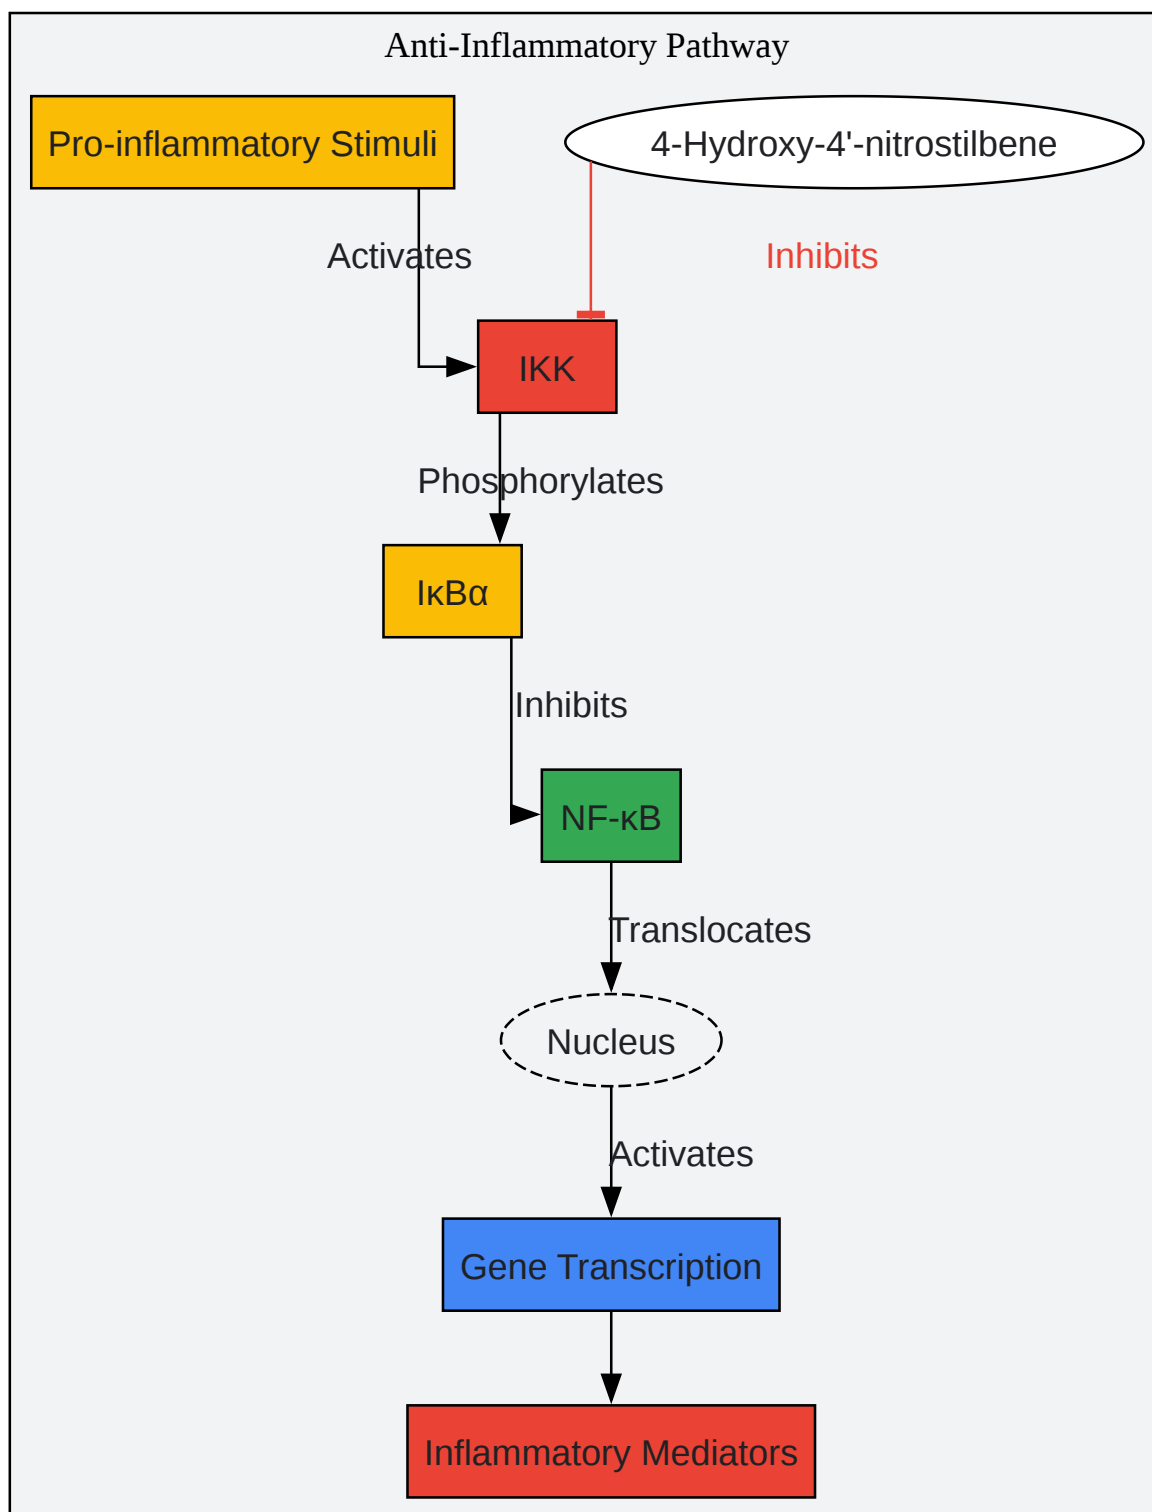 Anti-Inflammatory Pathway
Pro-inflammatory Stimuli
4-Hydroxy-4'-nitrostilbene
Activates
Inhibits
IKK
Phosphorylates
IκBα
Inhibits
NF-κB
Translocates
Nucleus
Activates
Gene Transcription
Inflammatory Mediators